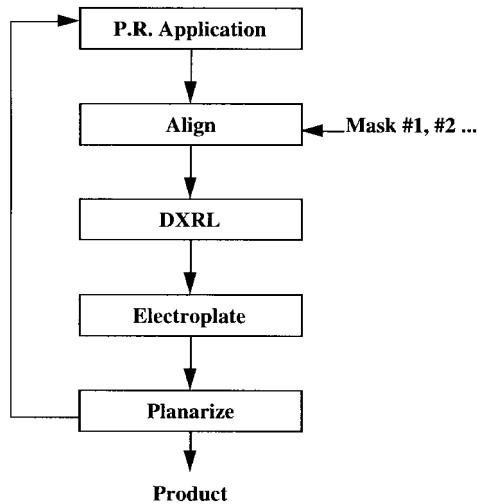 P.R. Application
Align
Mask #1, #2 ...
DXRL
Electroplate
Planarize
Product